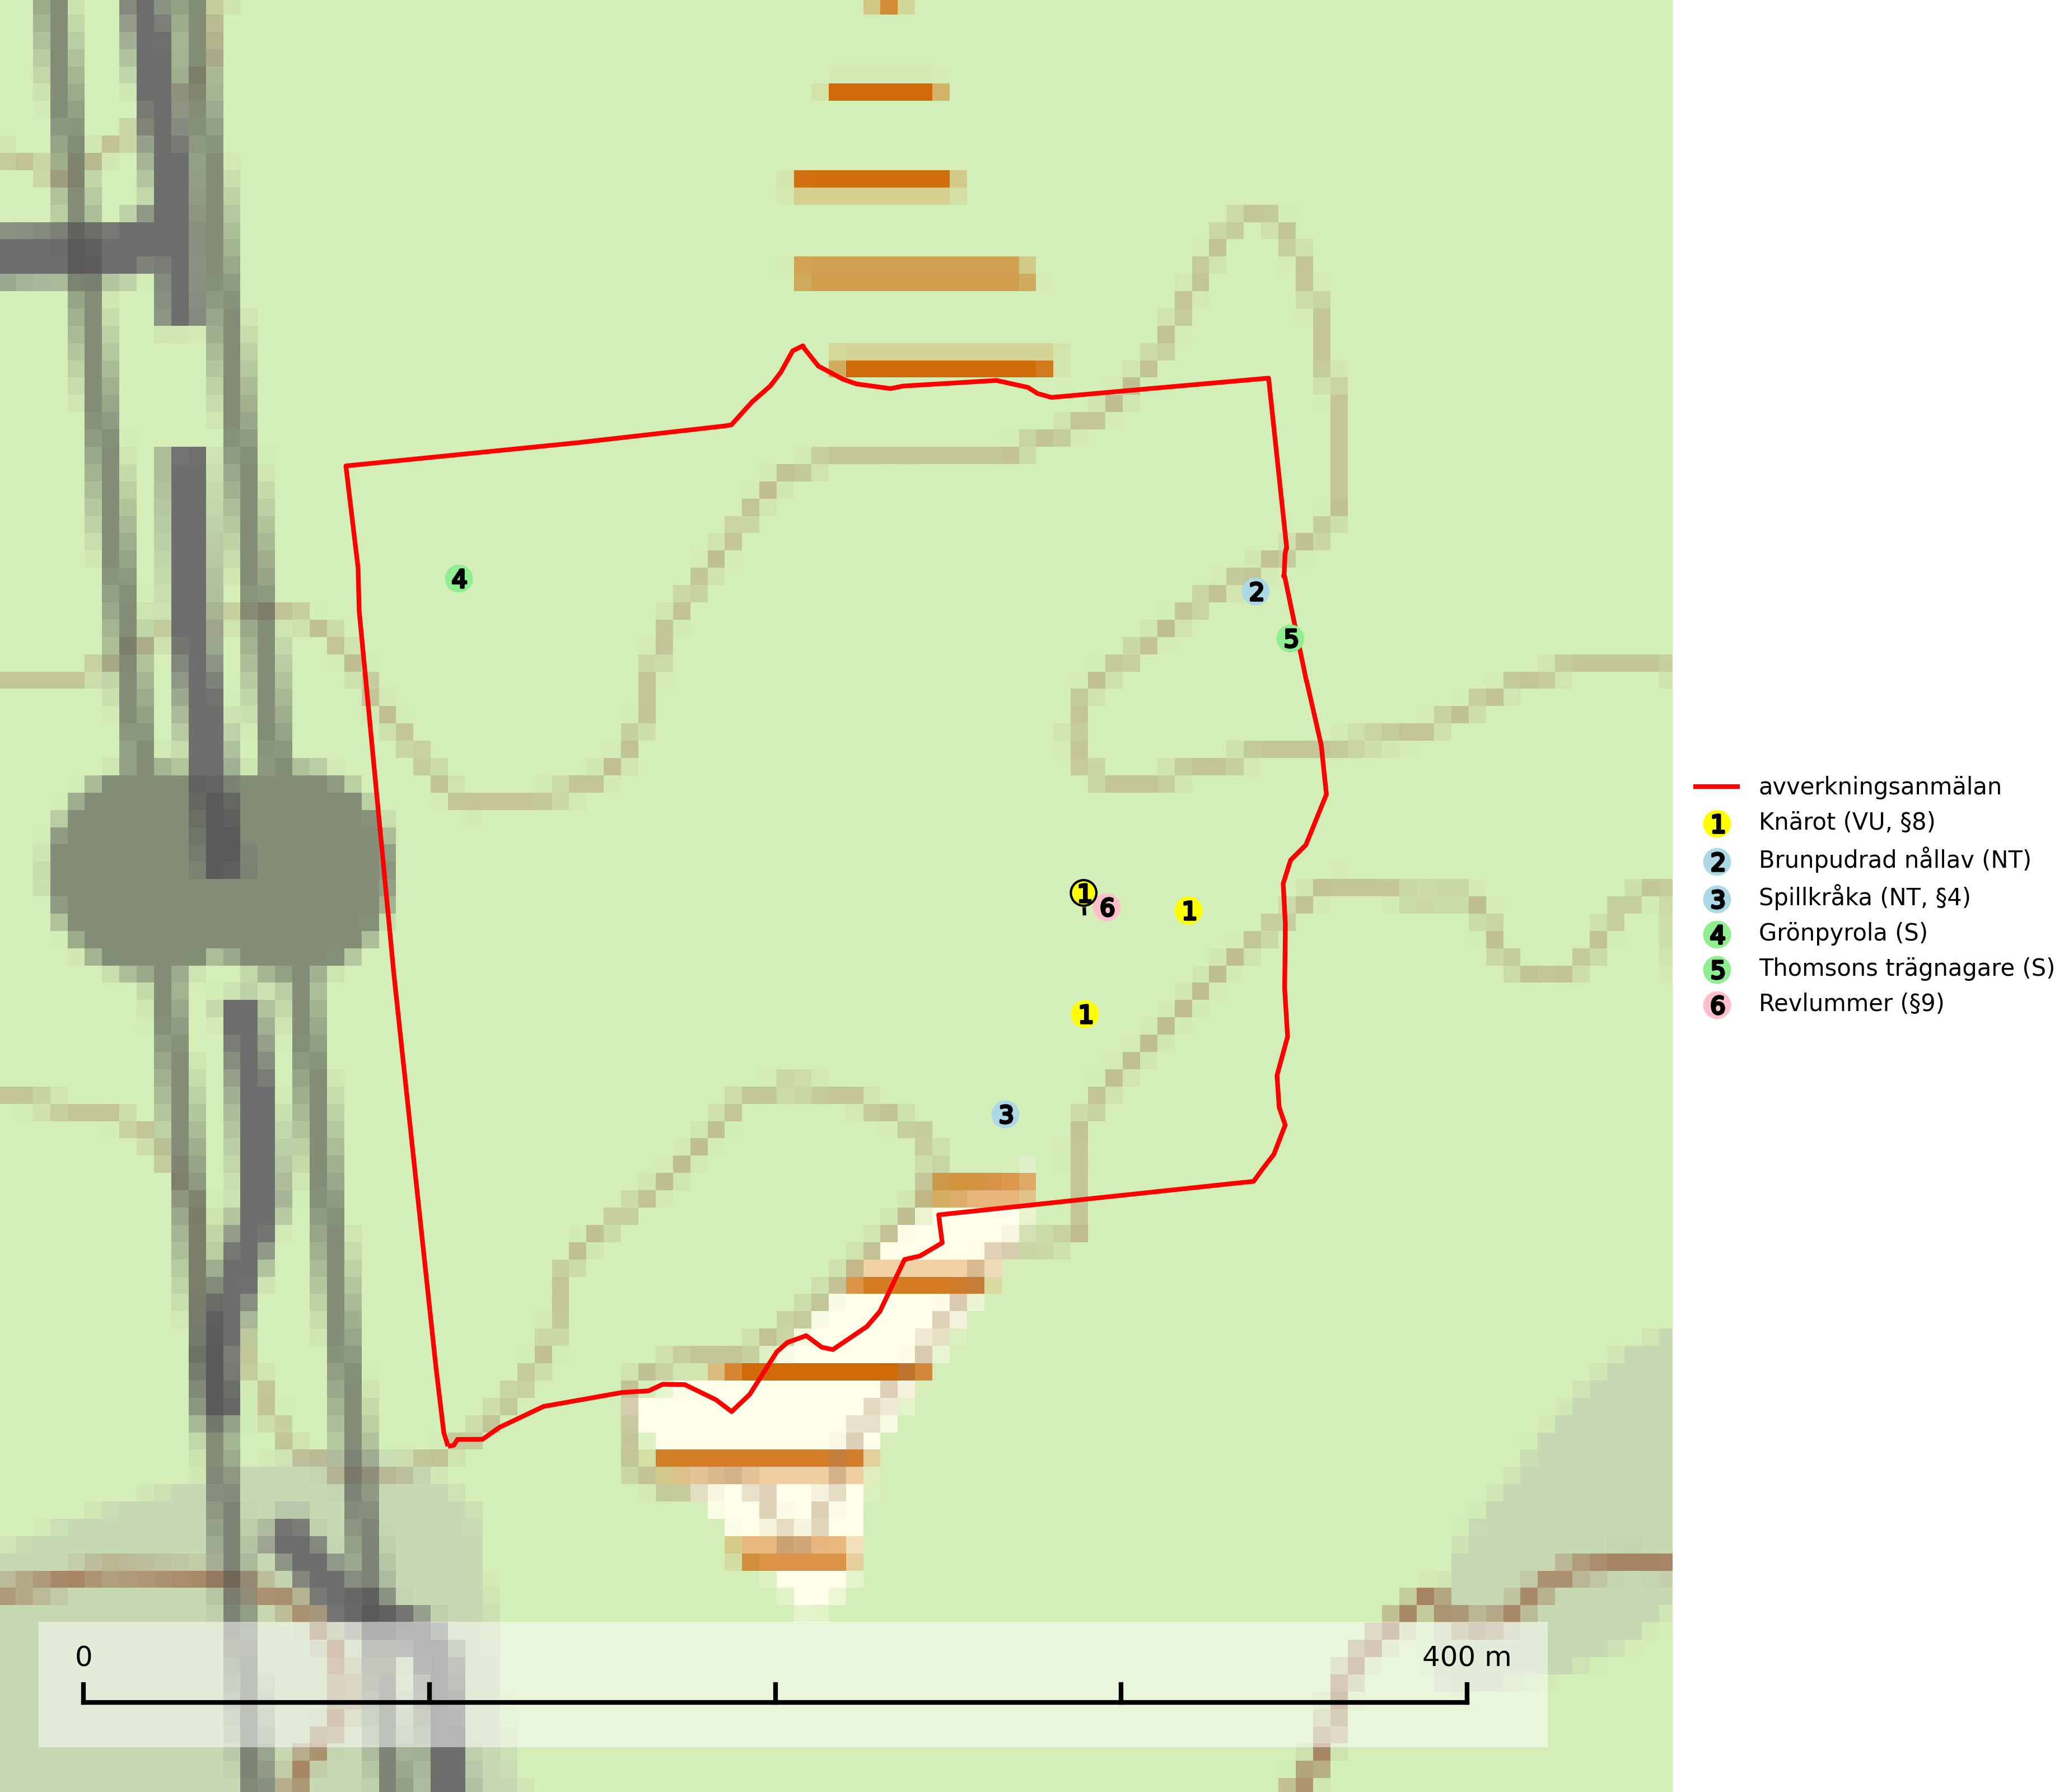 4
2
5
1
6
1
1
3
avverkningsanmälan
1 Knärot (VU, §8)
2 Brunpudrad nållav (NT)
3 Spillkråka (NT, §4)
4 Grönpyrola (S)
5 Thomsons trägnagare (S)
6 Revlummer (§9)
0 400 m